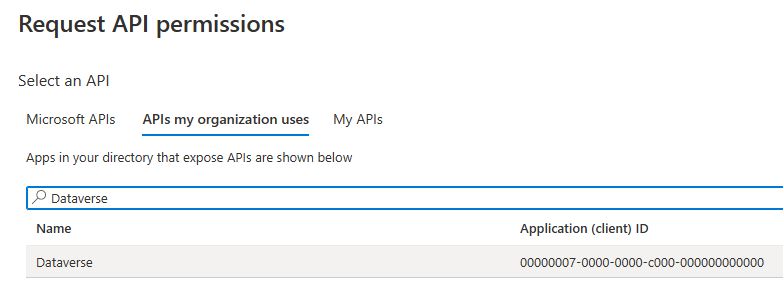 Request API permissions
Select an API
Microsoft APIs APIs my organization uses My APIs
Apps in your directory that expose APIs are shown below
Dataverse
Name Application (client) ID
Dataverse 00000007-0000-0000-c000-000000000000